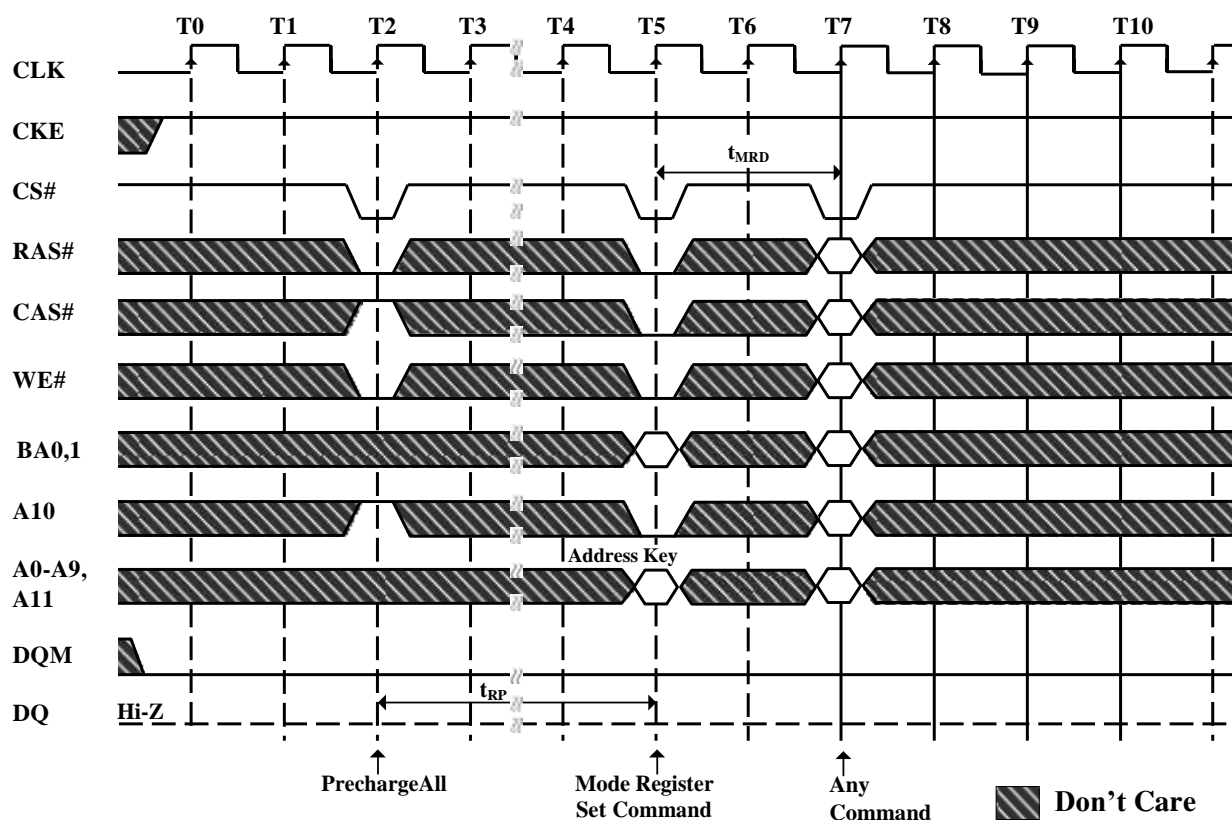 T0 T1 T2 T3 T4 T5 T6 T7 T8 T9 T10
CLK
CKE
tMRD
CS#
RAS#
CAS#
WE#
BA0,1
A10
Address Key
A0-A9,
A11
DQM
tRP
DQ Hi-Z
PrechargeAll
Mode Register
Set Command
Any
Command
Don't Care